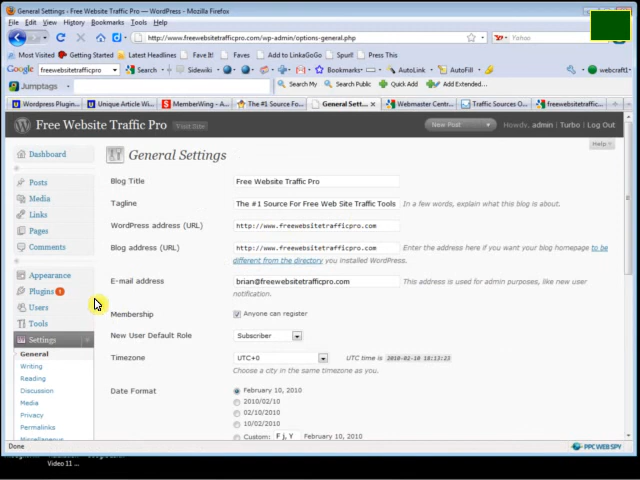 General Settings ‹ Free Website Traffic Pro — WordPress - Mozilla Firefox
File Edit View History Bookmarks Tools Help
http://www.freewebsitetrafficpro.com/wp-admin/options-general.php
Yahoo
Most Visited Getting Started Latest Headlines Fave It! Faves Add to LinkaGoGo Spurl! Press This
Google freewebsitetrafficpro Search Sidewiki Bookmarks AutoLink AutoFill webcraft1
Jumptags Search My Search Public Quick Add Add Extended...
Wordpress Plugin... Unique Article Wi... MemberWing - A... The #1 Source Fo... General Sett... Webmaster Centr... Traffic Sources O... freewebsitetraffic...
Free Website Traffic Pro Visit Site New Post Howdy, admin | Turbo | Log Out
Help
Dashboard
Posts
Media
Links
Pages
Comments
Appearance
Plugins 1
Users
Tools
Settings
General
Writing
Reading
Discussion
Media
Privacy
Permalinks
Miscellaneous
General Settings
Blog Title Free Website Traffic Pro
Tagline The #1 Source For Free Web Site Traffic Tools In a few words, explain what this blog is about.
WordPress address (URL) http://www.freewebsitetrafficpro.com
Blog address (URL) http://www.freewebsitetrafficpro.com Enter the address here if you want your blog homepage to be
different from the directory you installed WordPress.
E-mail address brian@freewebsitetrafficpro.com This address is used for admin purposes, like new user
notification.
Membership Anyone can register
New User Default Role Subscriber
Timezone UTC+0 UTC time is 2010-02-10 18:13:23
Choose a city in the same timezone as you.
Date Format February 10, 2010
2010/02/10
02/10/2010
10/02/2010
Custom: F j, Y February 10, 2010
Done PPC WEB SPY
Video 11 ...